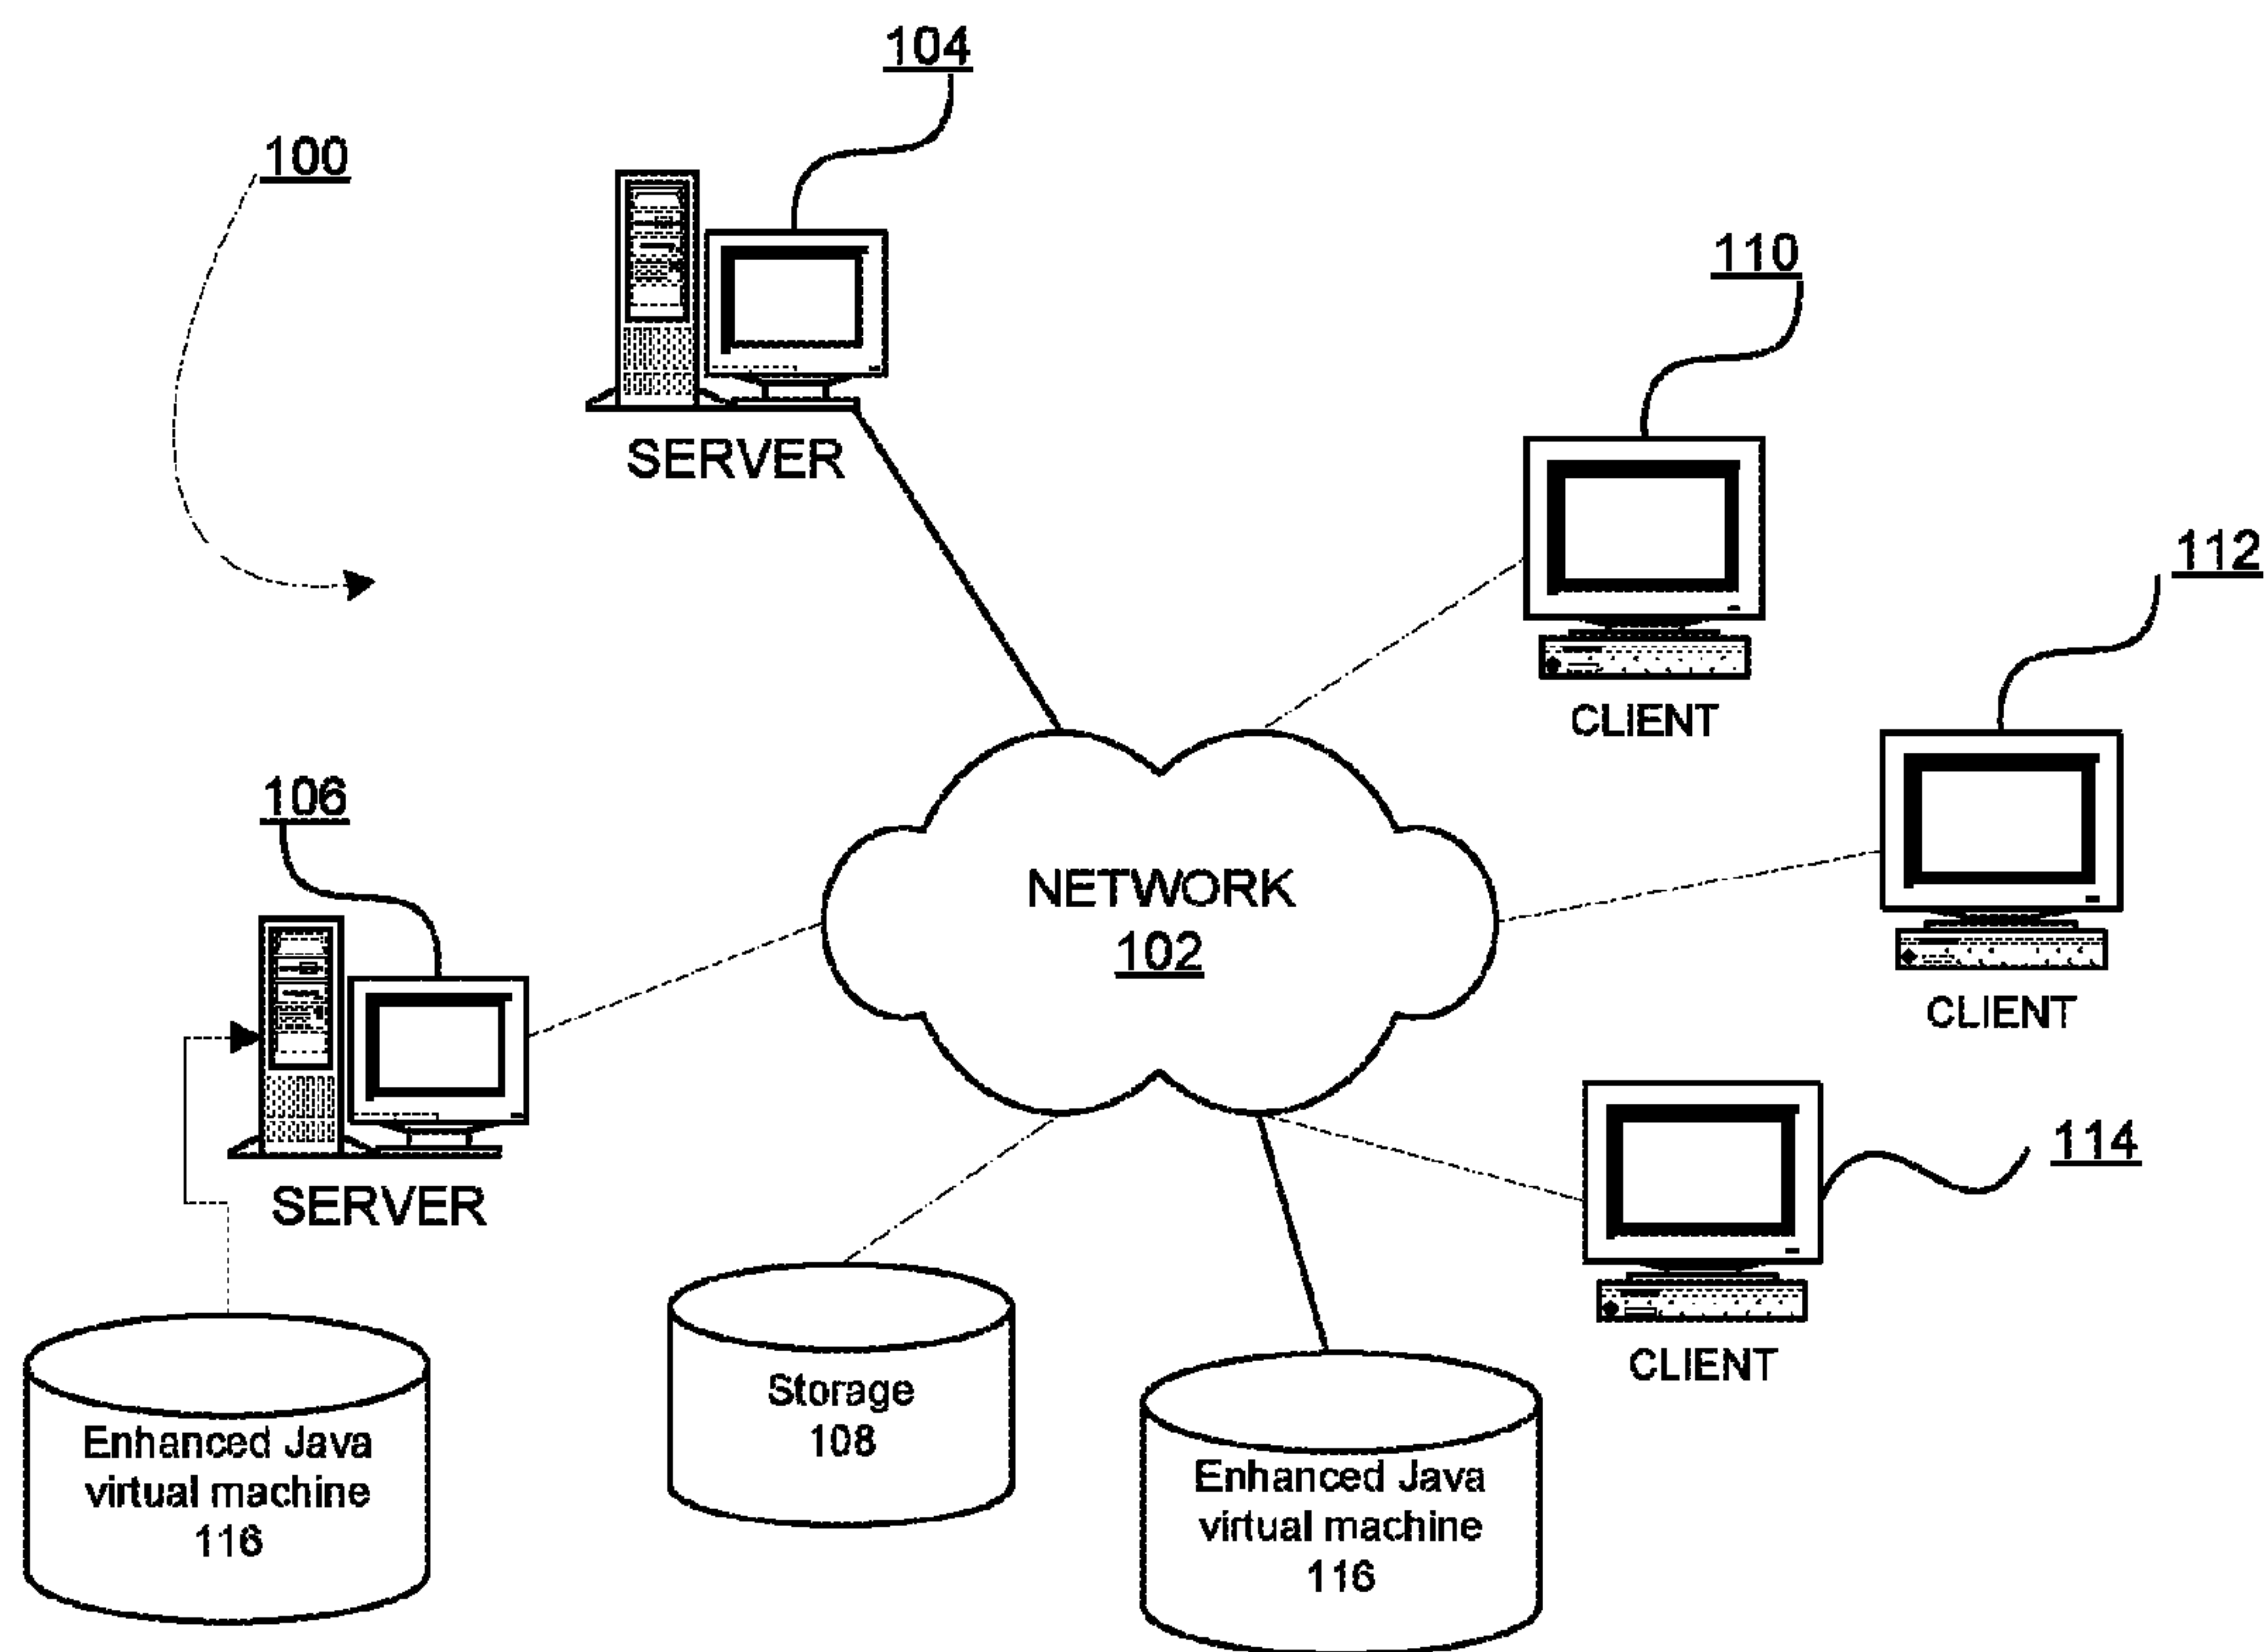 104
100
110
SERVER
112
CLIENT
106
NETWORK
102
CLIENT
114
SERVER
CLIENT
Storage
108
Enhanced Java
virtual machine
116
Enhanced Java
virtual machine
116